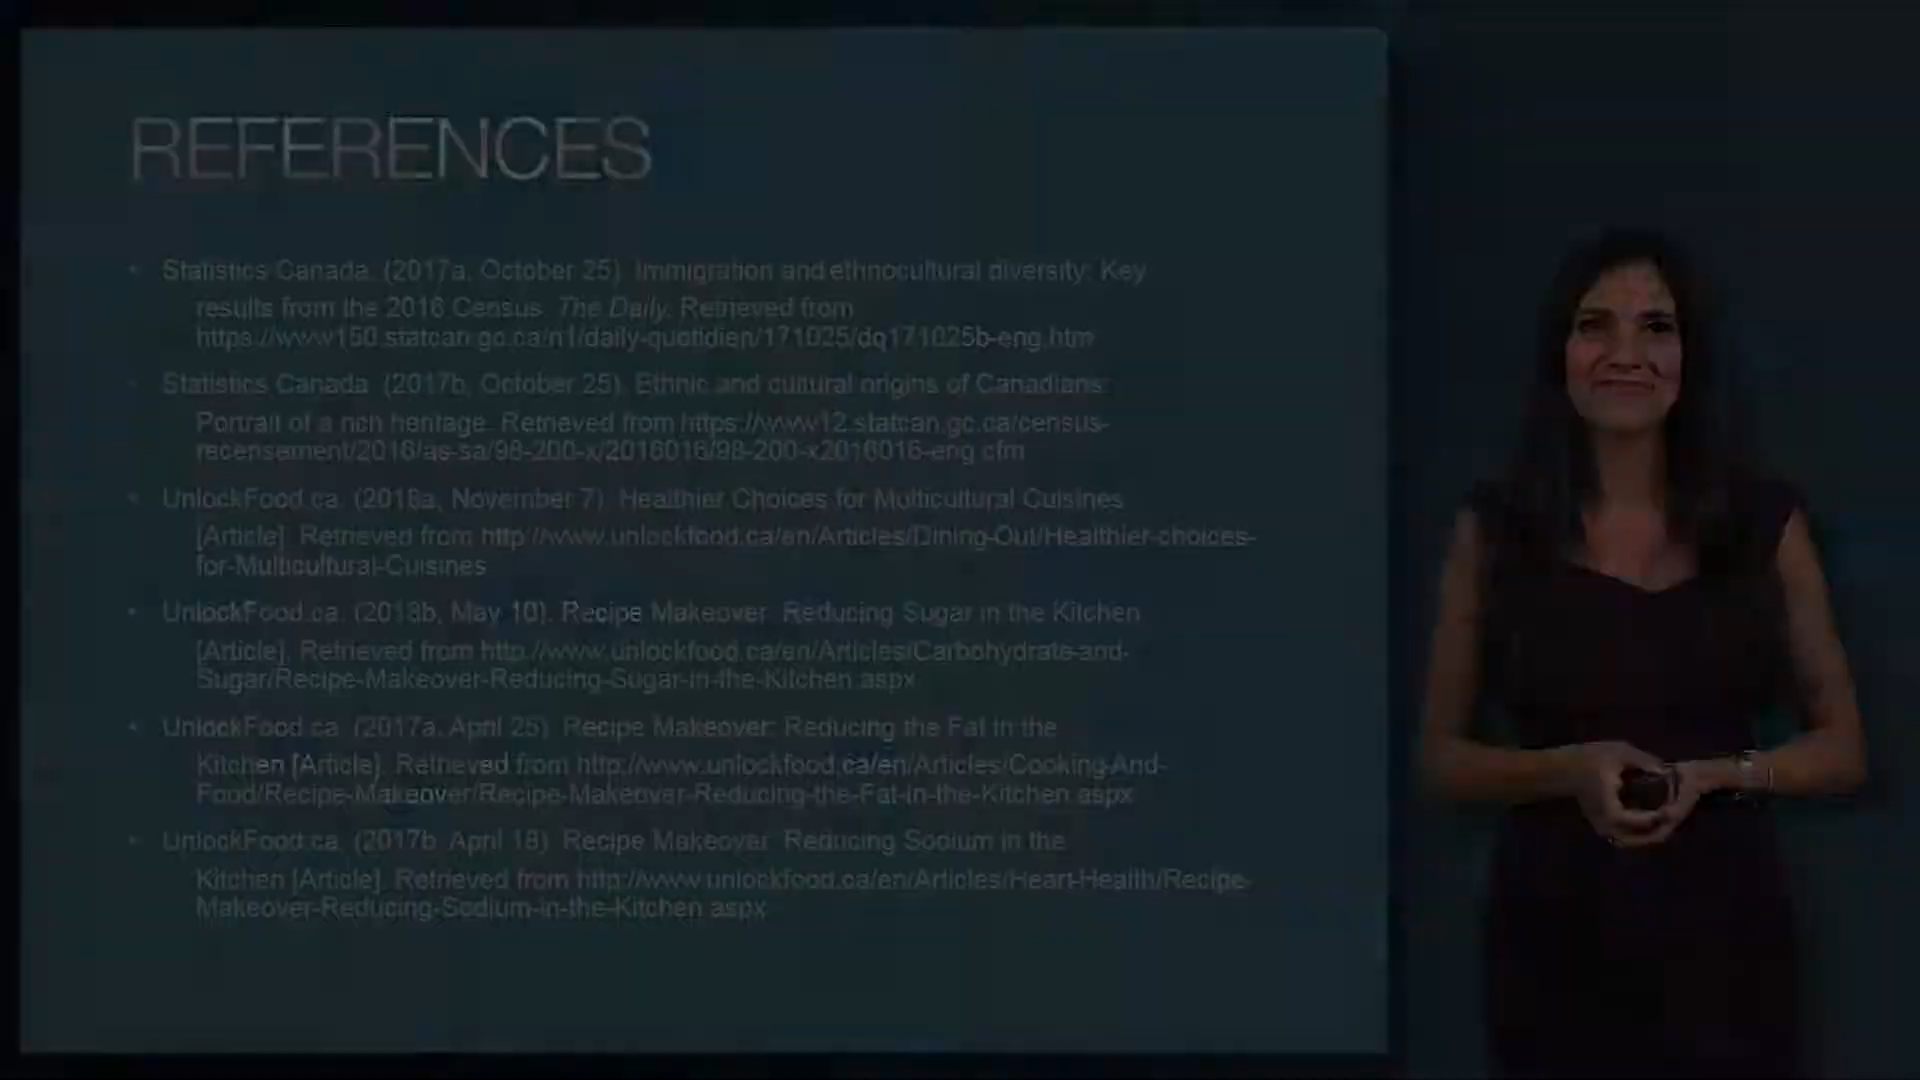 REFERENCES
• Statistics Canada. (2017a, October 25). Immigration and ethnocultural diversity: Key
results from the 2016 Census. The Daily. Retrieved from
https://www150.statcan.gc.ca/n1/daily-quotidien/171025/dq171025b-eng.htm
• Statistics Canada. (2017b, October 25). Ethnic and cultural origins of Canadians:
Portrait of a rich heritage. Retrieved from https://www12.statcan.gc.ca/census-
recensement/2016/as-sa/98-200-x/2016016/98-200-x2016016-eng.cfm
• UnlockFood.ca. (2018a, November 7). Healthier Choices for Multicultural Cuisines
[Article]. Retrieved from http://www.unlockfood.ca/en/Articles/Dining-Out/Healthier-choices-
for-Multicultural-Cuisines
• UnlockFood.ca. (2018b, May 10). Recipe Makeover: Reducing Sugar in the Kitchen
[Article]. Retrieved from http://www.unlockfood.ca/en/Articles/Carbohydrate-and-
Sugar/Recipe-Makeover-Reducing-Sugar-in-the-Kitchen.aspx
• UnlockFood.ca. (2017a, April 25). Recipe Makeover: Reducing the Fat in the
Kitchen [Article]. Retrieved from http://www.unlockfood.ca/en/Articles/Cooking-And-
Food/Recipe-Makeover/Recipe-Makeover-Reducing-the-Fat-in-the-Kitchen.aspx
• UnlockFood.ca. (2017b, April 18). Recipe Makeover: Reducing Sodium in the
Kitchen [Article]. Retrieved from http://www.unlockfood.ca/en/Articles/Heart-Health/Recipe-
Makeover-Reducing-Sodium-in-the-Kitchen.aspx